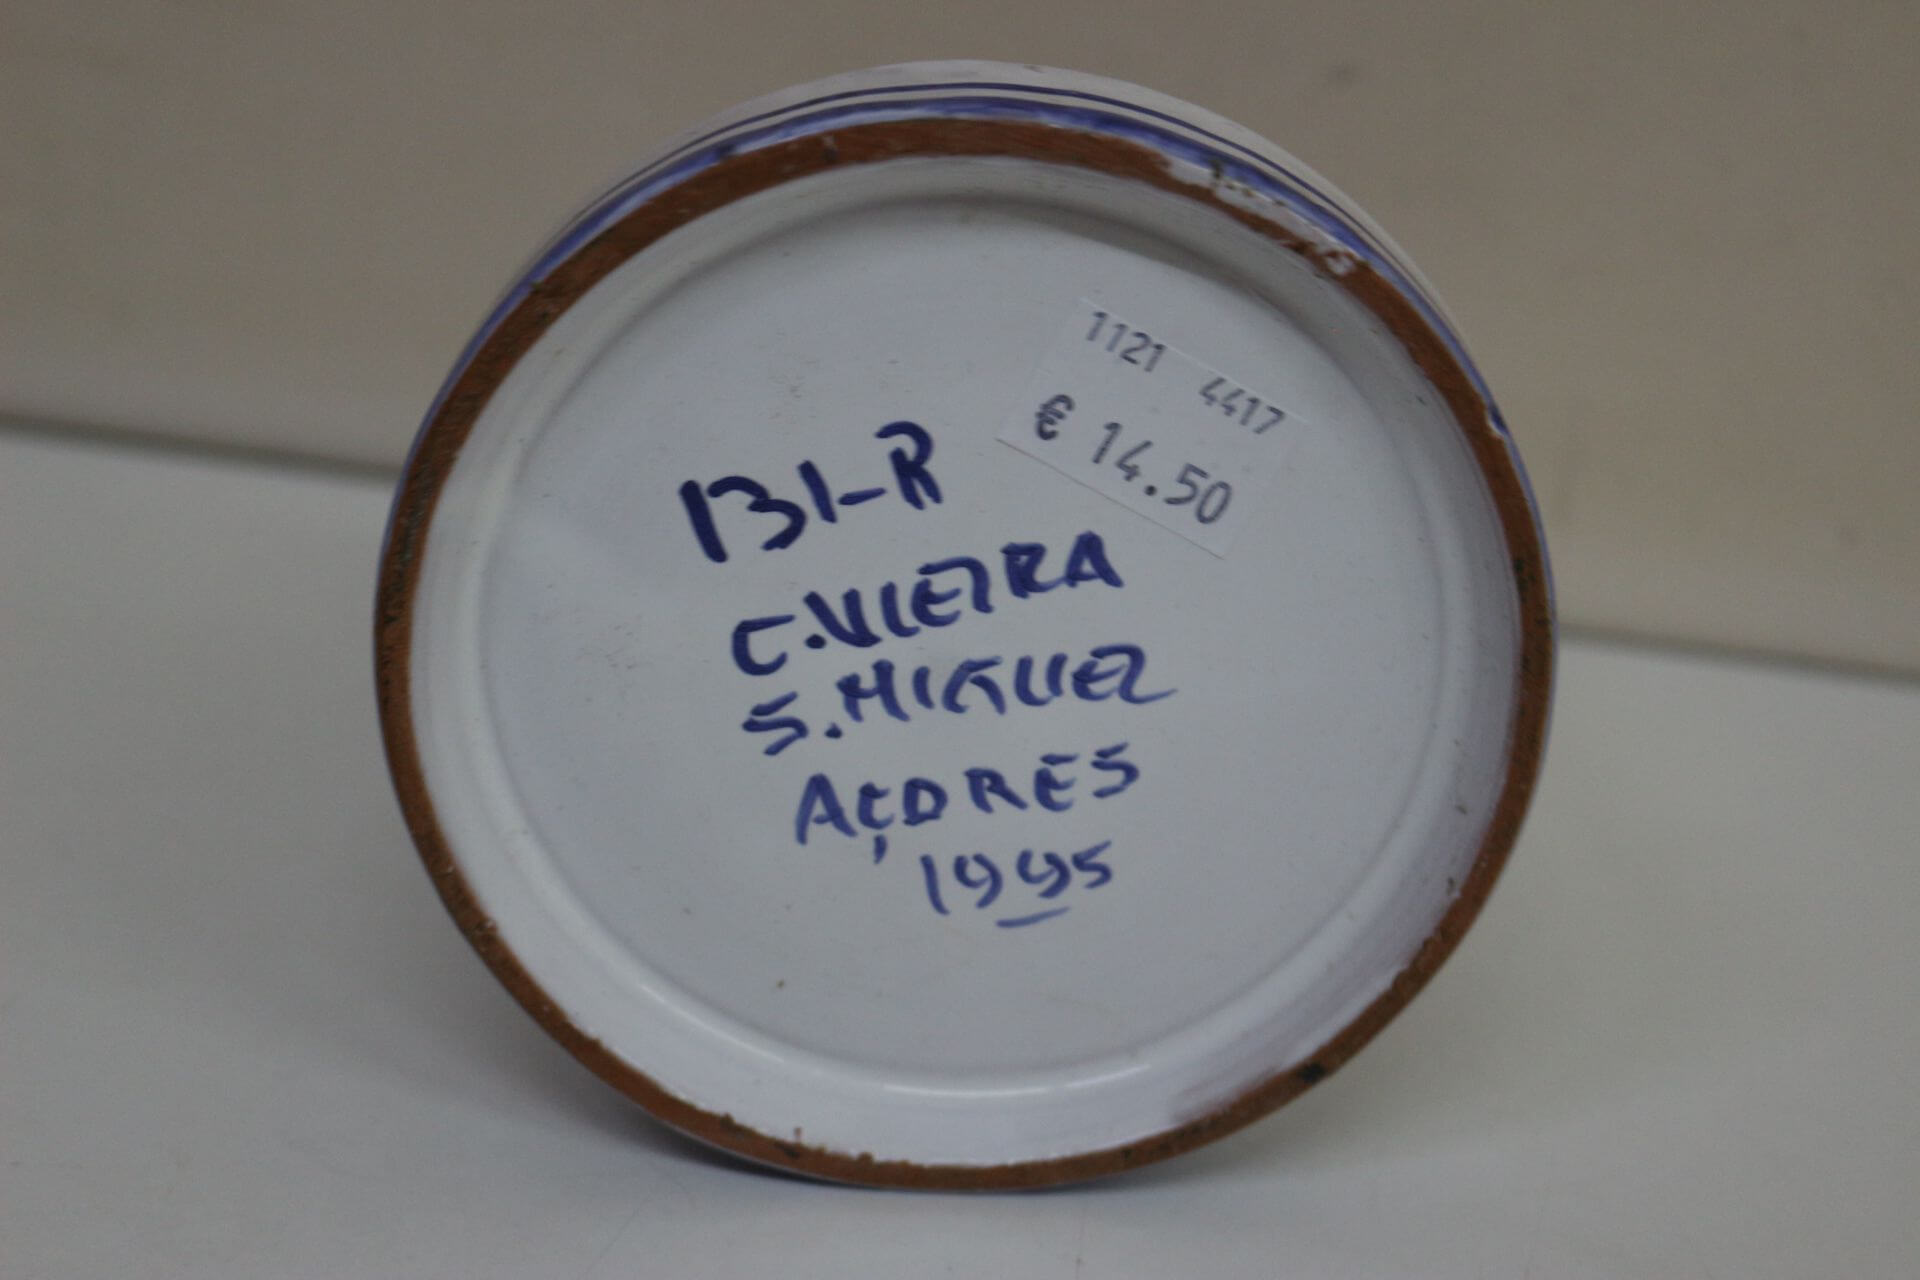 1121 4417
€ 14.50
131-R
C.VIEIRA
S.MIGUEL
AÇORES
1995